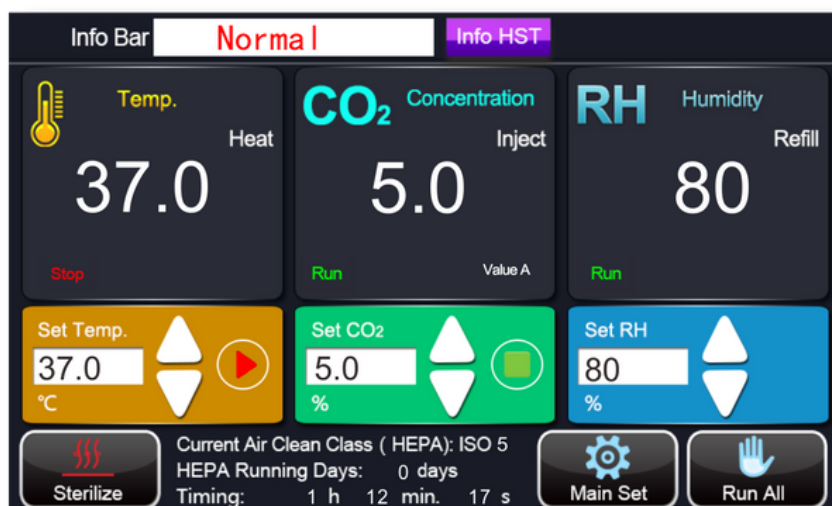 Info Bar Normal Info HST
Temp.
Heat
37.0
Stop
CO₂ Concentration
Inject
5.0
Run Value A
RH Humidity
Refill
80
Run
Set Temp.
37.0
℃
Set CO₂
5.0
%
Set RH
80
%
Sterilize
Current Air Clean Class ( HEPA): ISO 5
HEPA Running Days: 0 days
Timing: 1 h 12 min. 17 s
Main Set
Run All